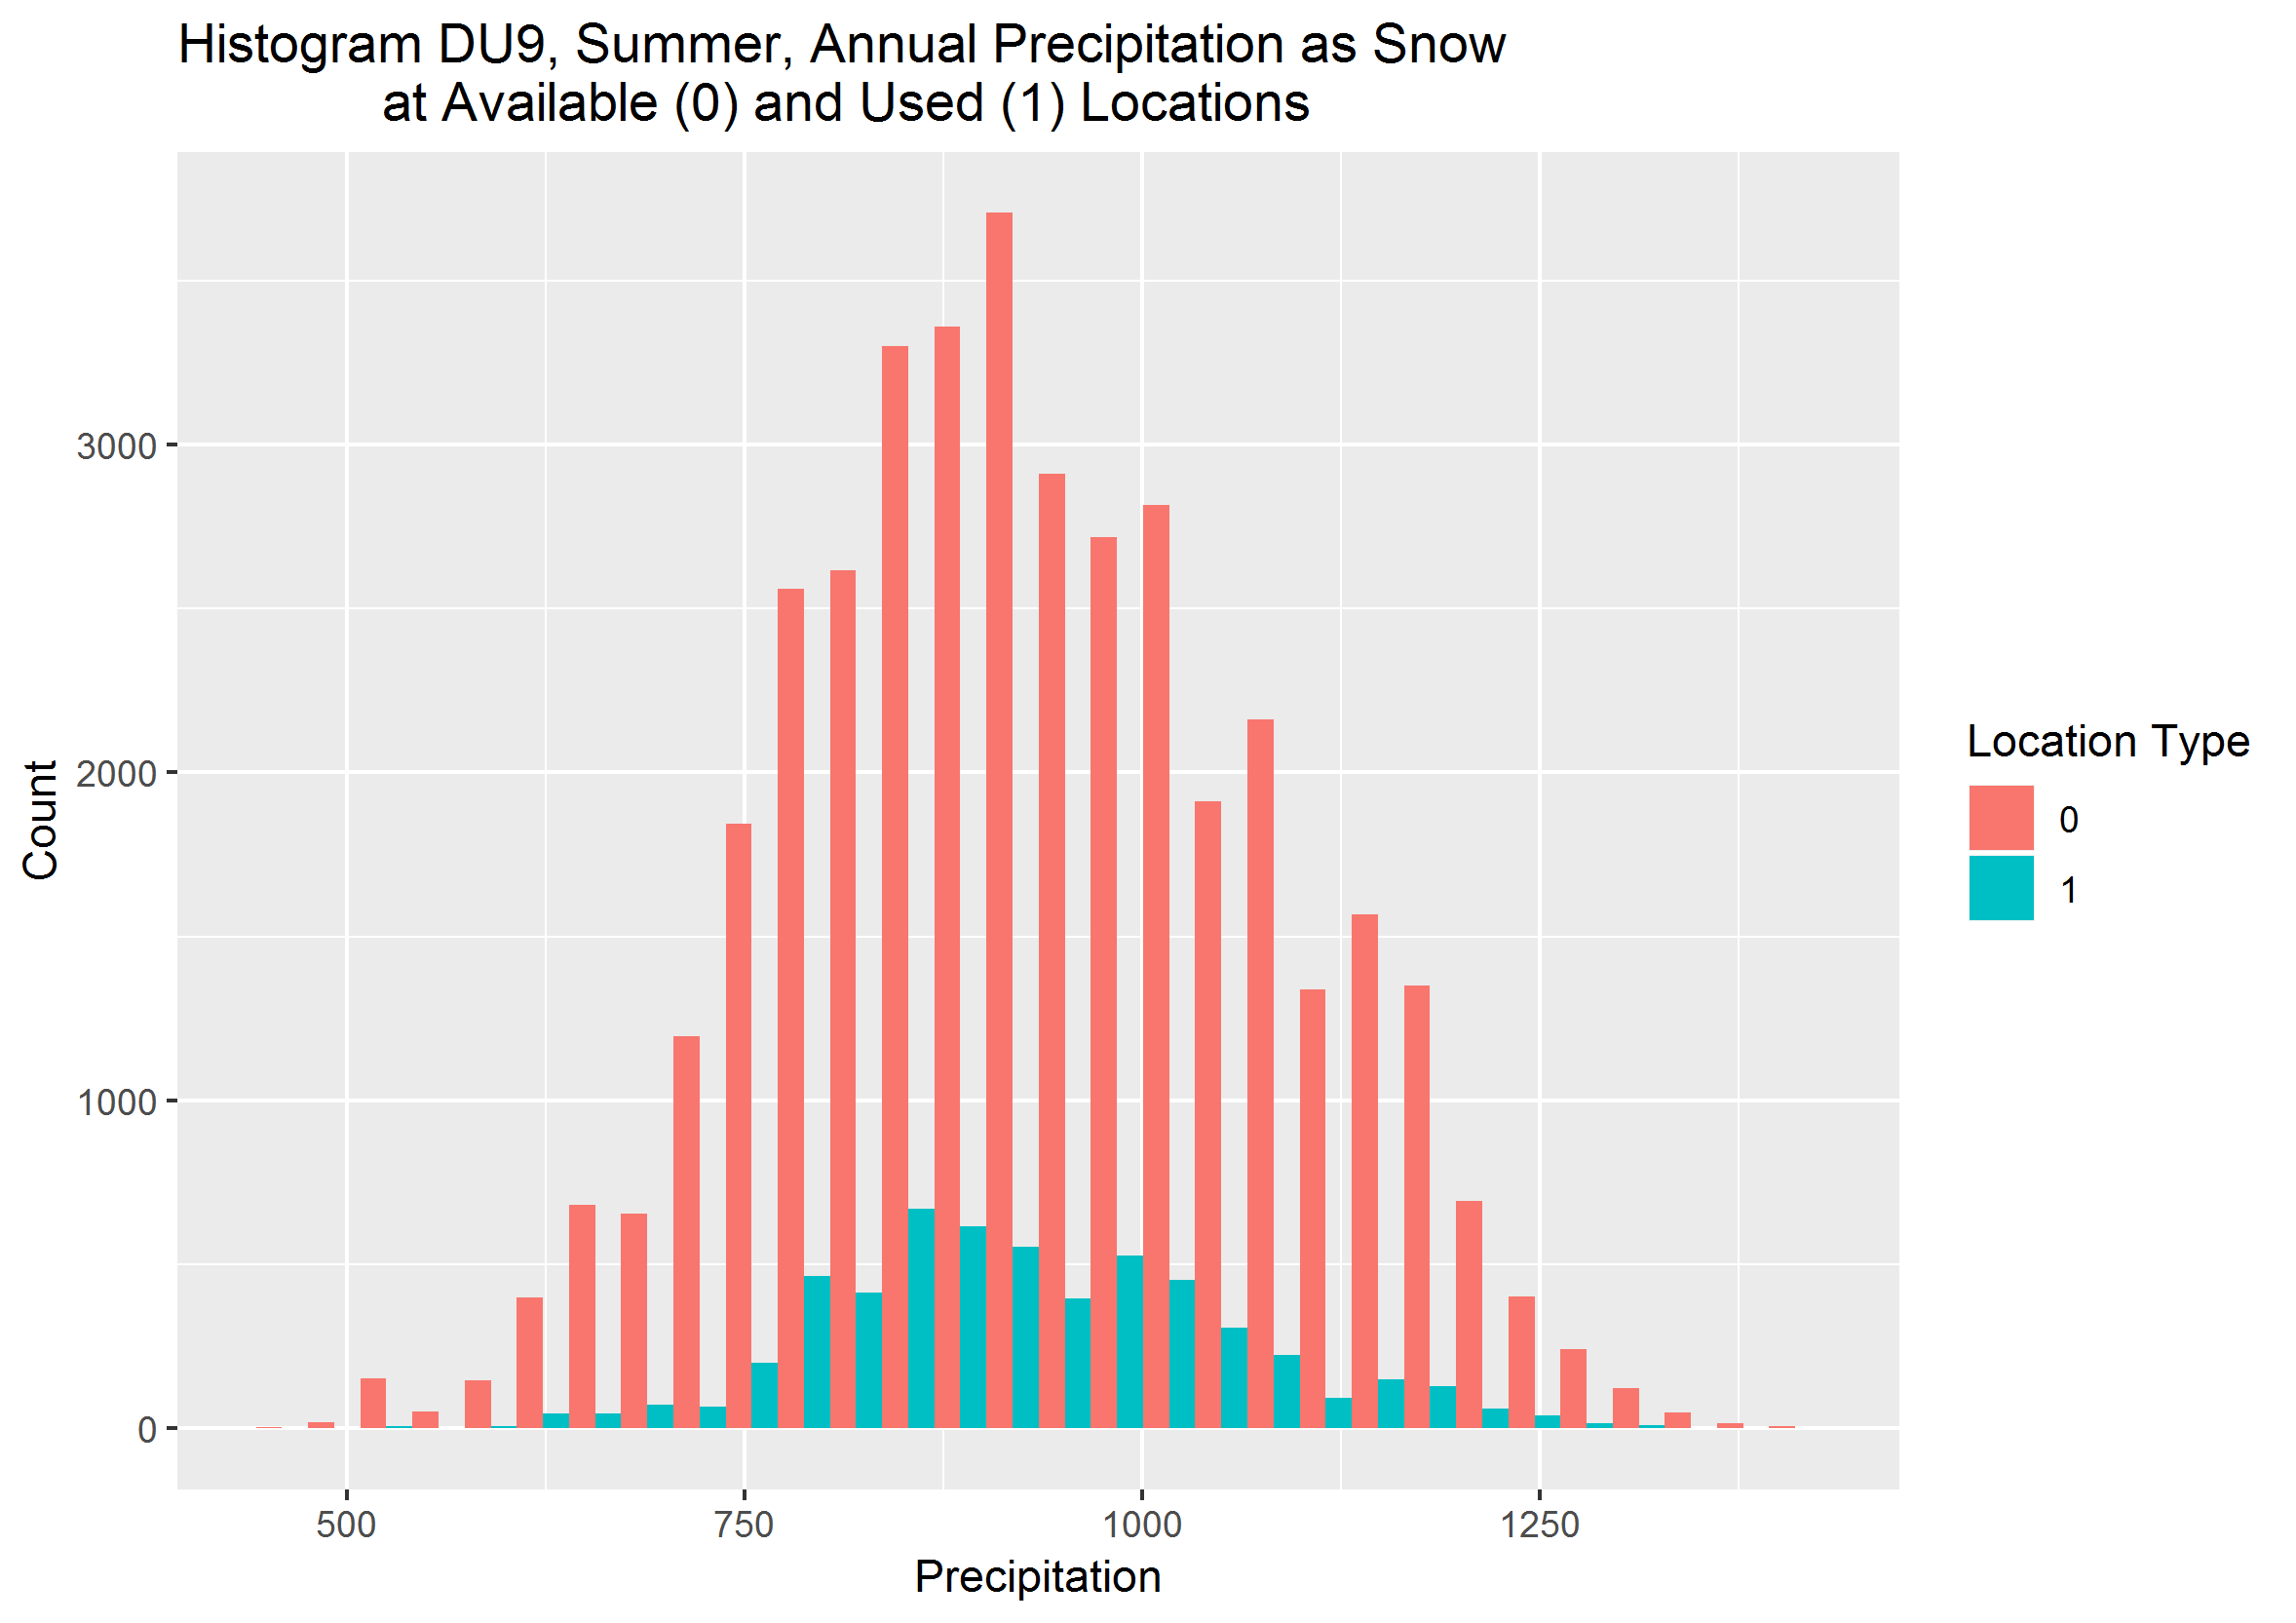 Histogram DU9, Summer, Annual Precipitation as Snow
at Available (0) and Used (1) Locations
Count
3000
2000
1000
0
500
750
1000
1250
Precipitation
Location Type
0
1